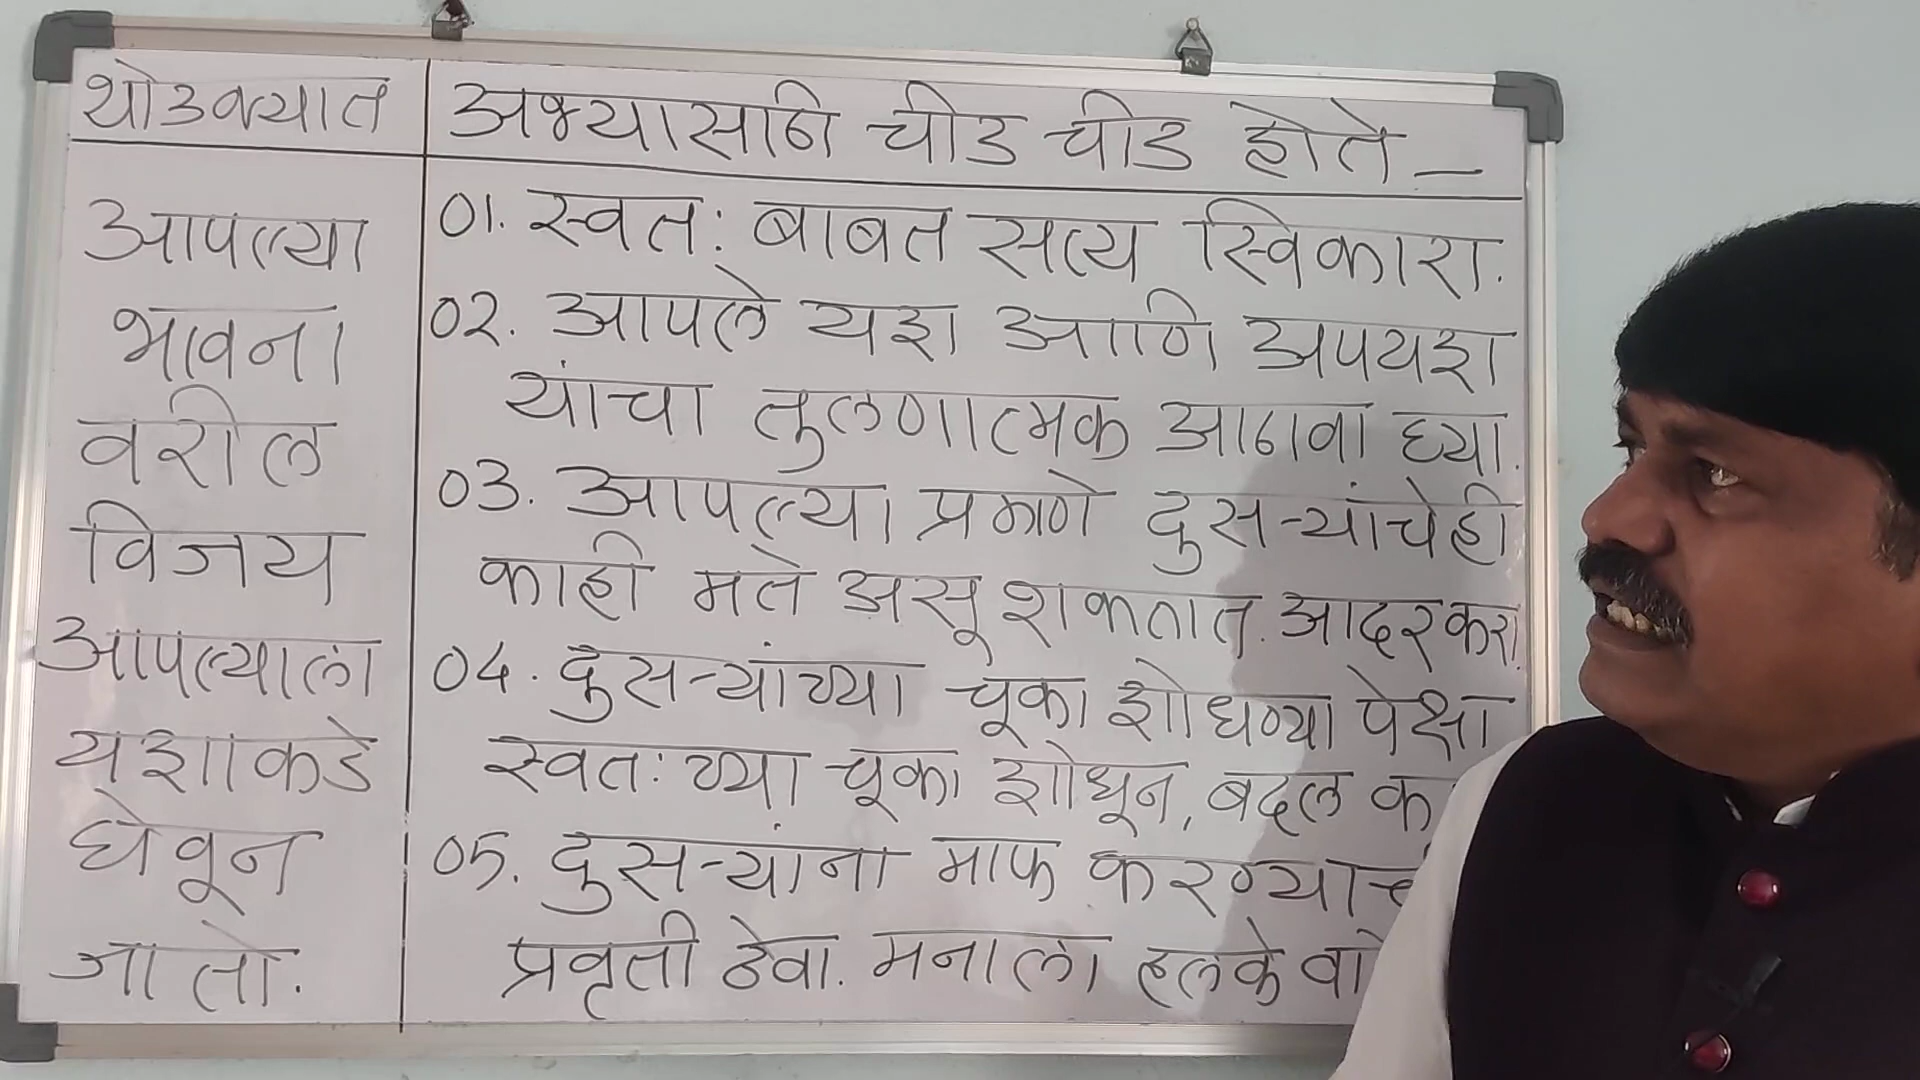 थोडक्यात
आपल्या
भावना
वरील
विजय
आपल्याला
यशाकडे
घेवून
जातो.
अभ्यासानि चीड चीड होते –
01. स्वतः बाबत सत्य स्विकारा.
02. आपले यश आणि अपयश
यांचा तुलणात्मक आढावा घ्या.
03. आपल्या प्रमाणे दुसऱ्यांचेही
काही मते असू शकतात. आदर करा.
04. दुसऱ्यांच्या चूका शोधण्या पेक्षा
स्वतः च्या चूका शोधून, बदल
05. दुसऱ्यांना माफ
प्रवृत्ती ठेवा. मनाला हलके